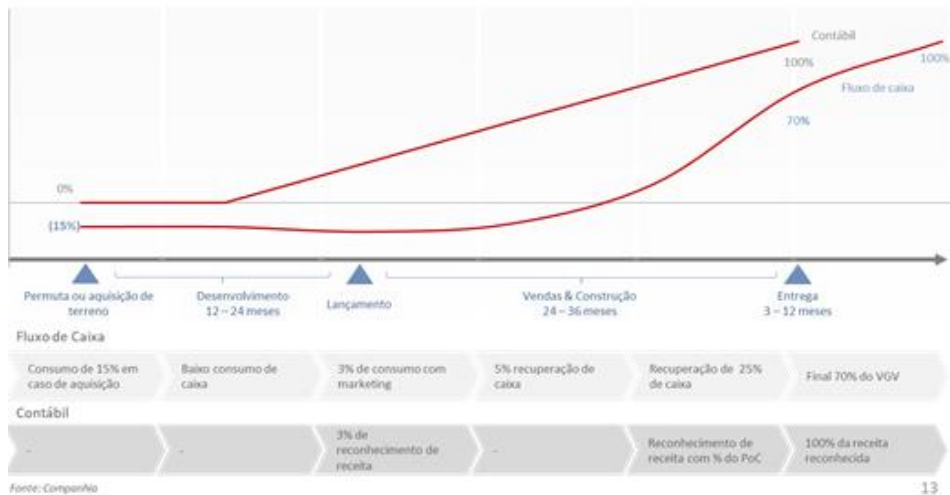 Contábil
100%
100%
Fluxo de caixa
70%
0%
(15%)
Permuta ou aquisição de
terreno
Desenvolvimento
12 – 24 meses
Lançamento
Vendas & Construção
24 – 36 meses
Entrega
3 – 12 meses
Fluxo de Caixa
Consumo de 15% em
caso de aquisição
Baixo consumo de
caixa
3% de consumo com
marketing
5% recuperação de
caixa
Recuperação de 25%
de caixa
Final 70% do VGV
Contábil
-
-
3% de
reconhecimento de
receita
-
Reconhecimento de
receita com % do PoC
100% da receita
reconhecida
Fonte: Companhia
13